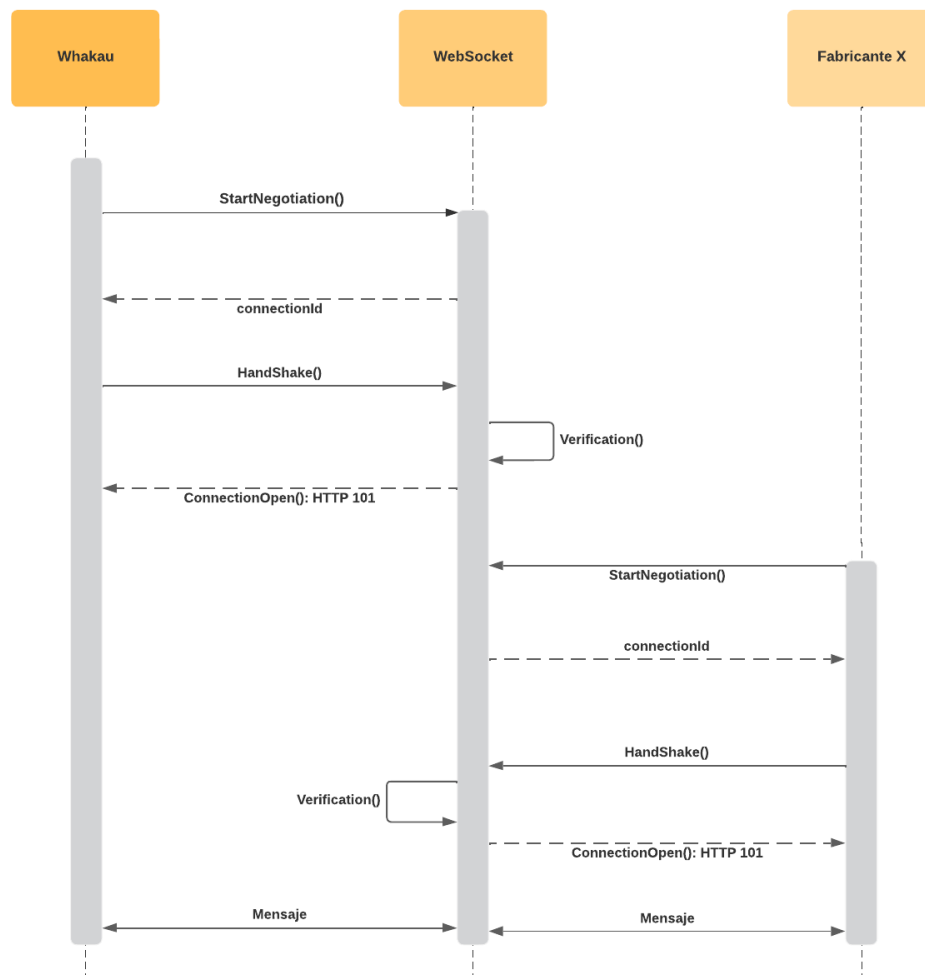 Whakau
WebSocket
Fabricante X
StartNegotiation()
connectionId
HandShake()
Verification()
ConnectionOpen(): HTTP 101
StartNegotiation()
connectionId
HandShake()
Verification()
ConnectionOpen(): HTTP 101
Mensaje
Mensaje